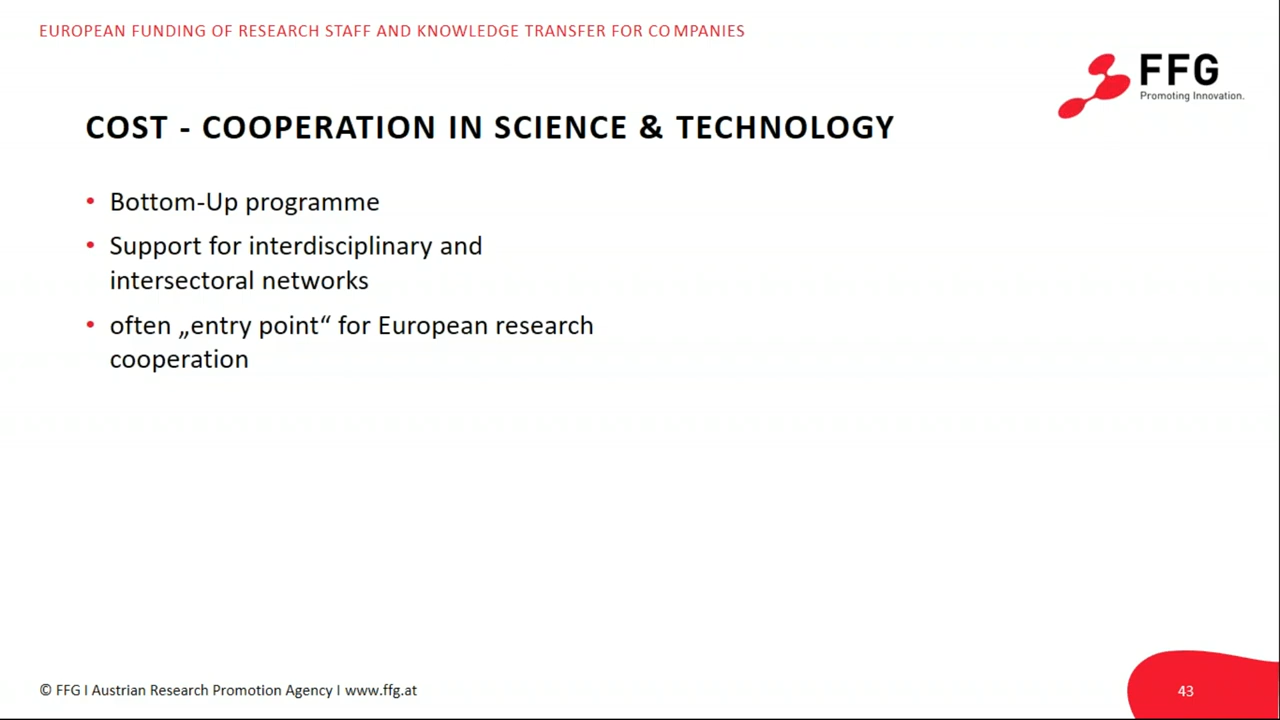 EUROPEAN FUNDING OF RESEARCH STAFF AND KNOWLEDGE TRANSFER FOR COMPANIES
FFG
Promoting Innovation.
COST - COOPERATION IN SCIENCE & TECHNOLOGY
• Bottom-Up programme
• Support for interdisciplinary and
intersectoral networks
• often „entry point“ for European research
cooperation
© FFG I Austrian Research Promotion Agency I www.ffg.at
43